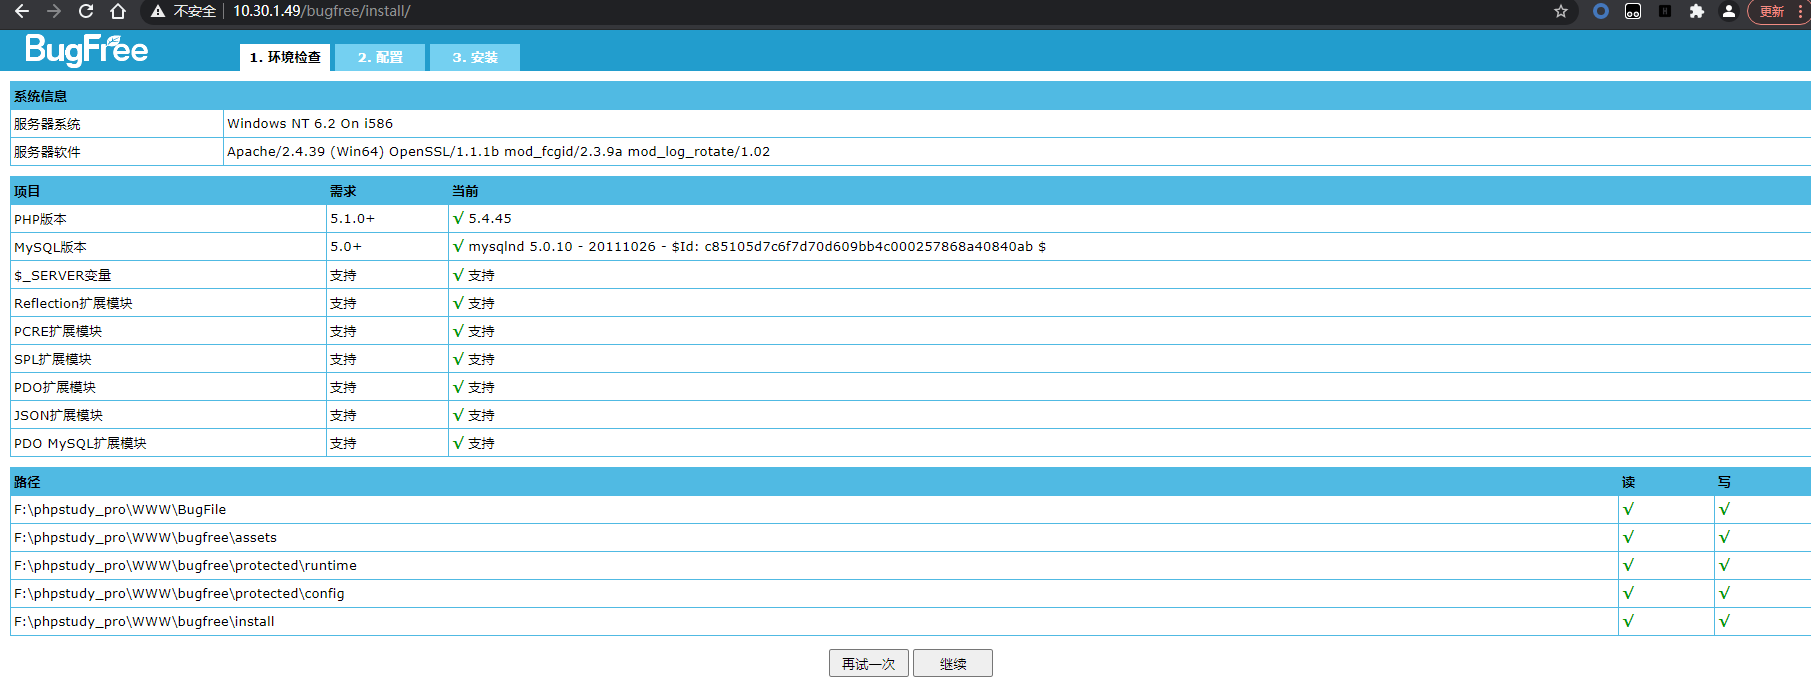 不安全 10.30.1.49/bugfree/install/ 更新
BugFree 1. 环境检查 2. 配置 3. 安装
系统信息
服务器系统 Windows NT 6.2 On i586
服务器软件 Apache/2.4.39 (Win64) OpenSSL/1.1.1b mod_fcgid/2.3.9a mod_log_rotate/1.02
项目 需求 当前
PHP版本 5.1.0+ √ 5.4.45
MySQL版本 5.0+ √ mysqlnd 5.0.10 - 20111026 - $Id: c85105d7c6f7d70d609bb4c000257868a40840ab $
$_SERVER变量 支持 √ 支持
Reflection扩展模块 支持 √ 支持
PCRE扩展模块 支持 √ 支持
SPL扩展模块 支持 √ 支持
PDO扩展模块 支持 √ 支持
JSON扩展模块 支持 √ 支持
PDO MySQL扩展模块 支持 √ 支持
路径 读 写
F:\phpstudy_pro\WWW\BugFile √ √
F:\phpstudy_pro\WWW\bugfree\assets √ √
F:\phpstudy_pro\WWW\bugfree\protected\runtime √ √
F:\phpstudy_pro\WWW\bugfree\protected\config √ √
F:\phpstudy_pro\WWW\bugfree\install √ √
再试一次 继续